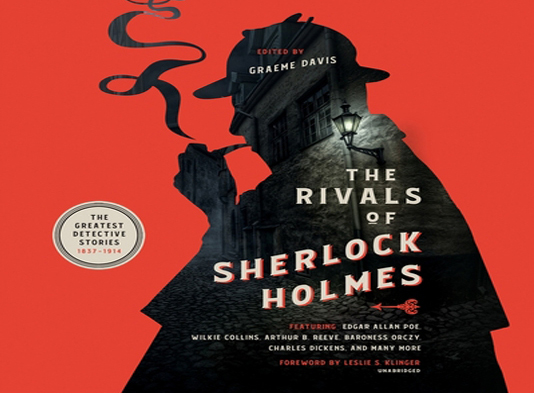 EDITED BY
GRAEME DAVIS
THE
RIVALS
OF
SHERLOCK
HOLMES
THE
GREATEST
DETECTIVE
STORIES
1837-1914
FEATURING EDGAR ALLAN POE,
WILKIE COLLINS, ARTHUR B. REEVE, BARONESS ORCZY,
CHARLES DICKENS, AND MANY MORE
FOREWORD BY LESLIE S. KLINGER
UNABRIDGED